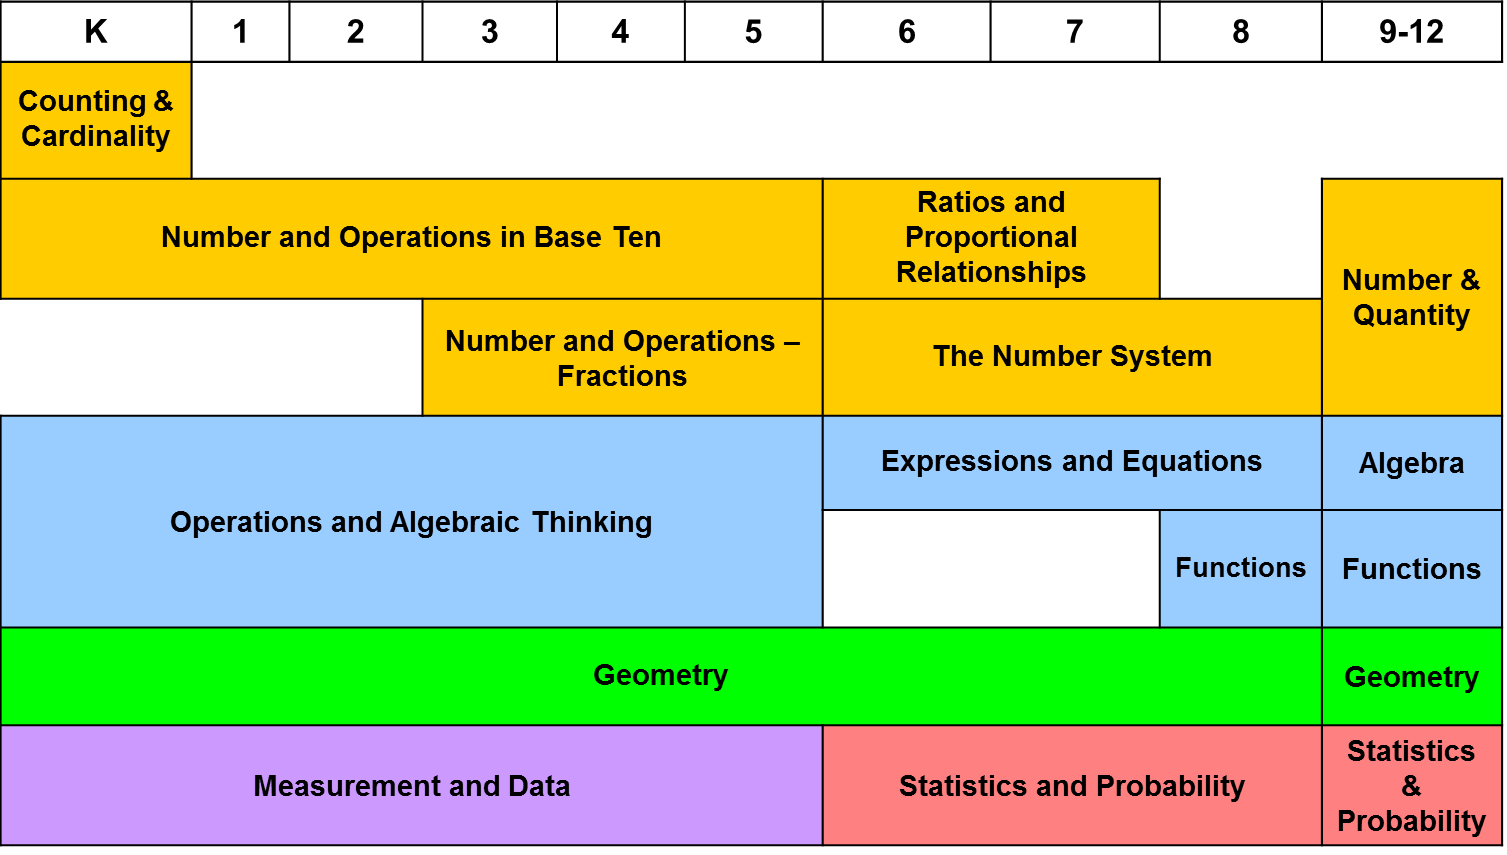 K 1 2 3 4 5 6 7 8 9-12
Counting &
Cardinality
Number and Operations in Base Ten
Ratios and
Proportional
Relationships
Number &
Quantity
Number and Operations –
Fractions
The Number System
Operations and Algebraic Thinking
Expressions and Equations
Algebra
Functions
Functions
Geometry
Geometry
Measurement and Data
Statistics and Probability
Statistics
&
Probability